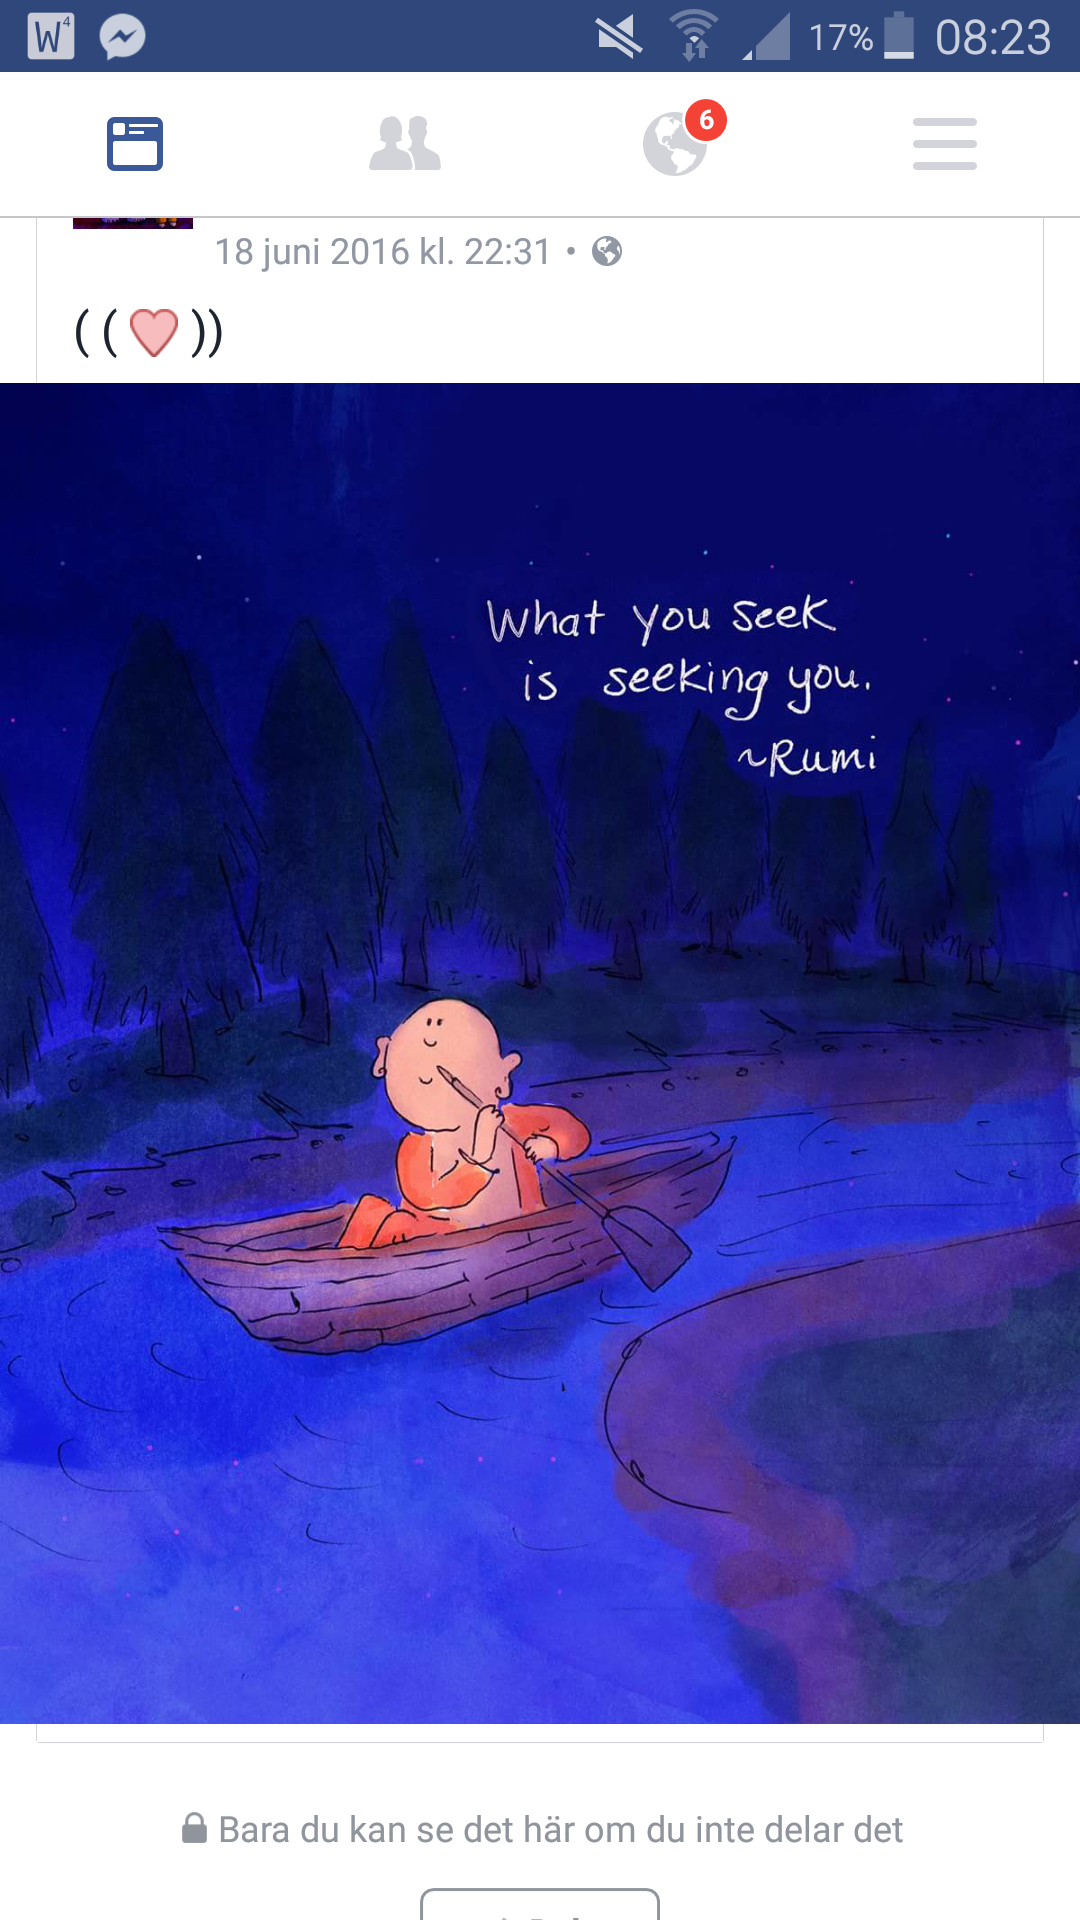 W4 17% 08:23
6
18 juni 2016 kl. 22:31 •
(( ))
What you seek
is seeking you.
~Rumi
Bara du kan se det här om du inte delar det